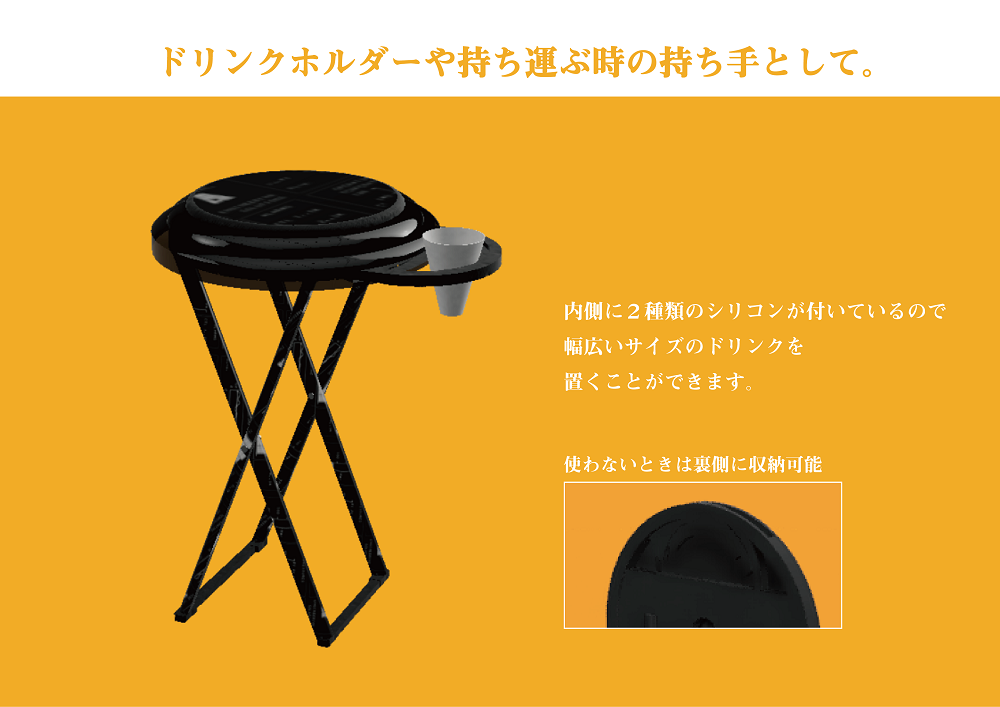 ドリンクホルダーや持ち運ぶ時の持ち手として。
内側に２種類のシリコンが付いているので
幅広いサイズのドリンクを
置くことができます。
使わないときは裏側に収納可能